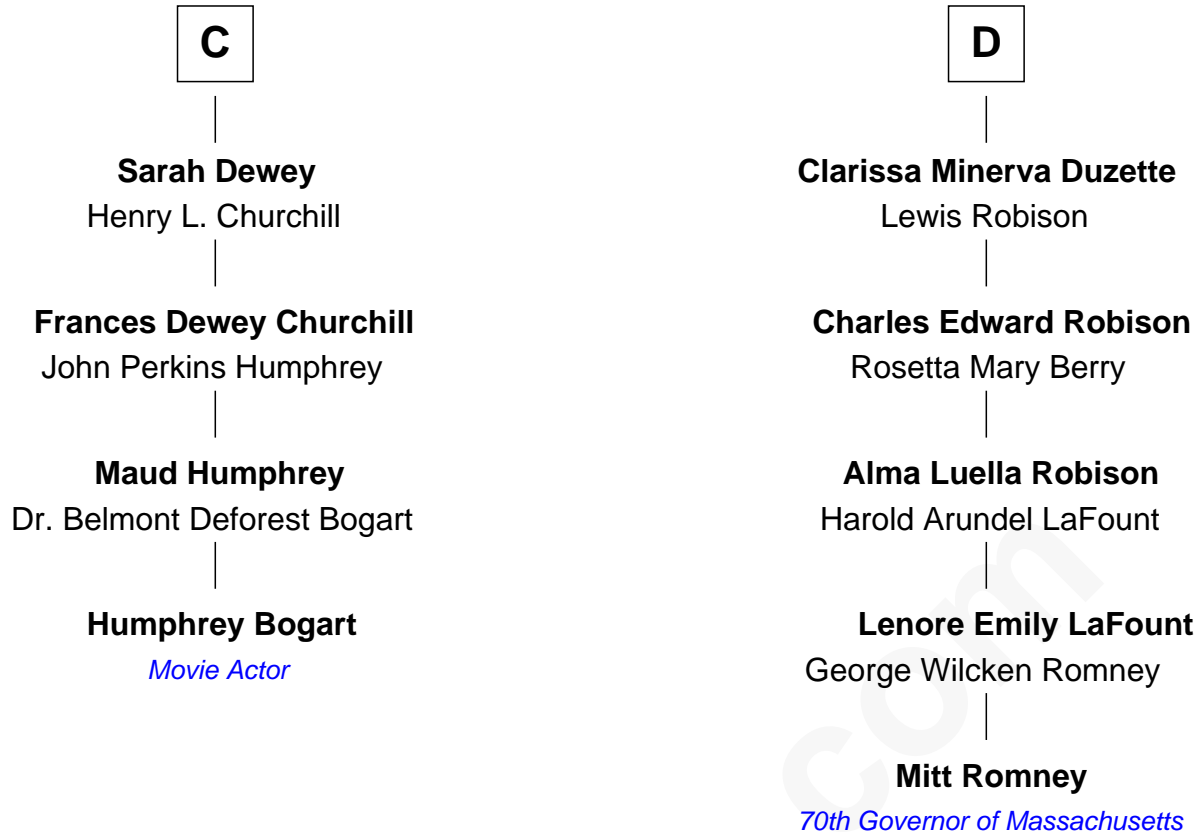 C
Sarah Dewey
Henry L. Churchill
Frances Dewey Churchill
John Perkins Humphrey
Maud Humphrey
Dr. Belmont Deforest Bogart
Humphrey Bogart
Movie Actor
D
Clarissa Minerva Duzette
Lewis Robison
Charles Edward Robison
Rosetta Mary Berry
Alma Luella Robison
Harold Arundel LaFount
Lenore Emily LaFount
George Wilcken Romney
Mitt Romney
70th Governor of Massachusetts
com